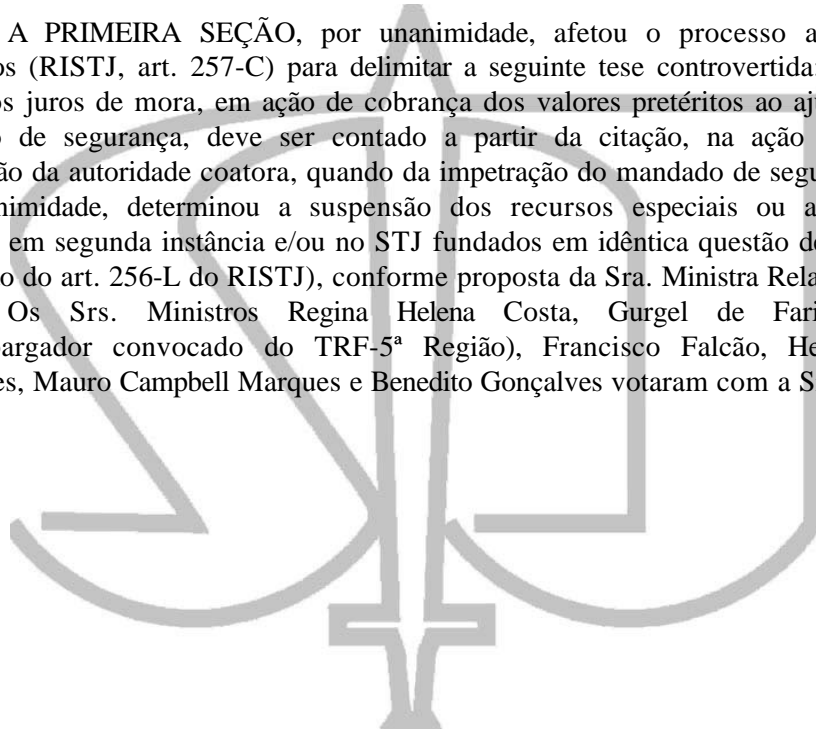 A PRIMEIRA SEÇÃO, por unanimidade, afetou o processo a
os (RISTJ, art. 257-C) para delimitar a seguinte tese controvertida:
os juros de mora, em ação de cobrança dos valores pretéritos ao aju
o de segurança, deve ser contado a partir da citação, na ação
ão da autoridade coatora, quando da impetração do mandado de segu
nimidade, determinou a suspensão dos recursos especiais ou a
em segunda instância e/ou no STJ fundados em idêntica questão de
o do art. 256-L do RISTJ), conforme proposta da Sra. Ministra Rela
Os Srs. Ministros Regina Helena Costa, Gurgel de Fari
bargador convocado do TRF-5ª Região), Francisco Falcão, He
es, Mauro Campbell Marques e Benedito Gonçalves votaram com a S